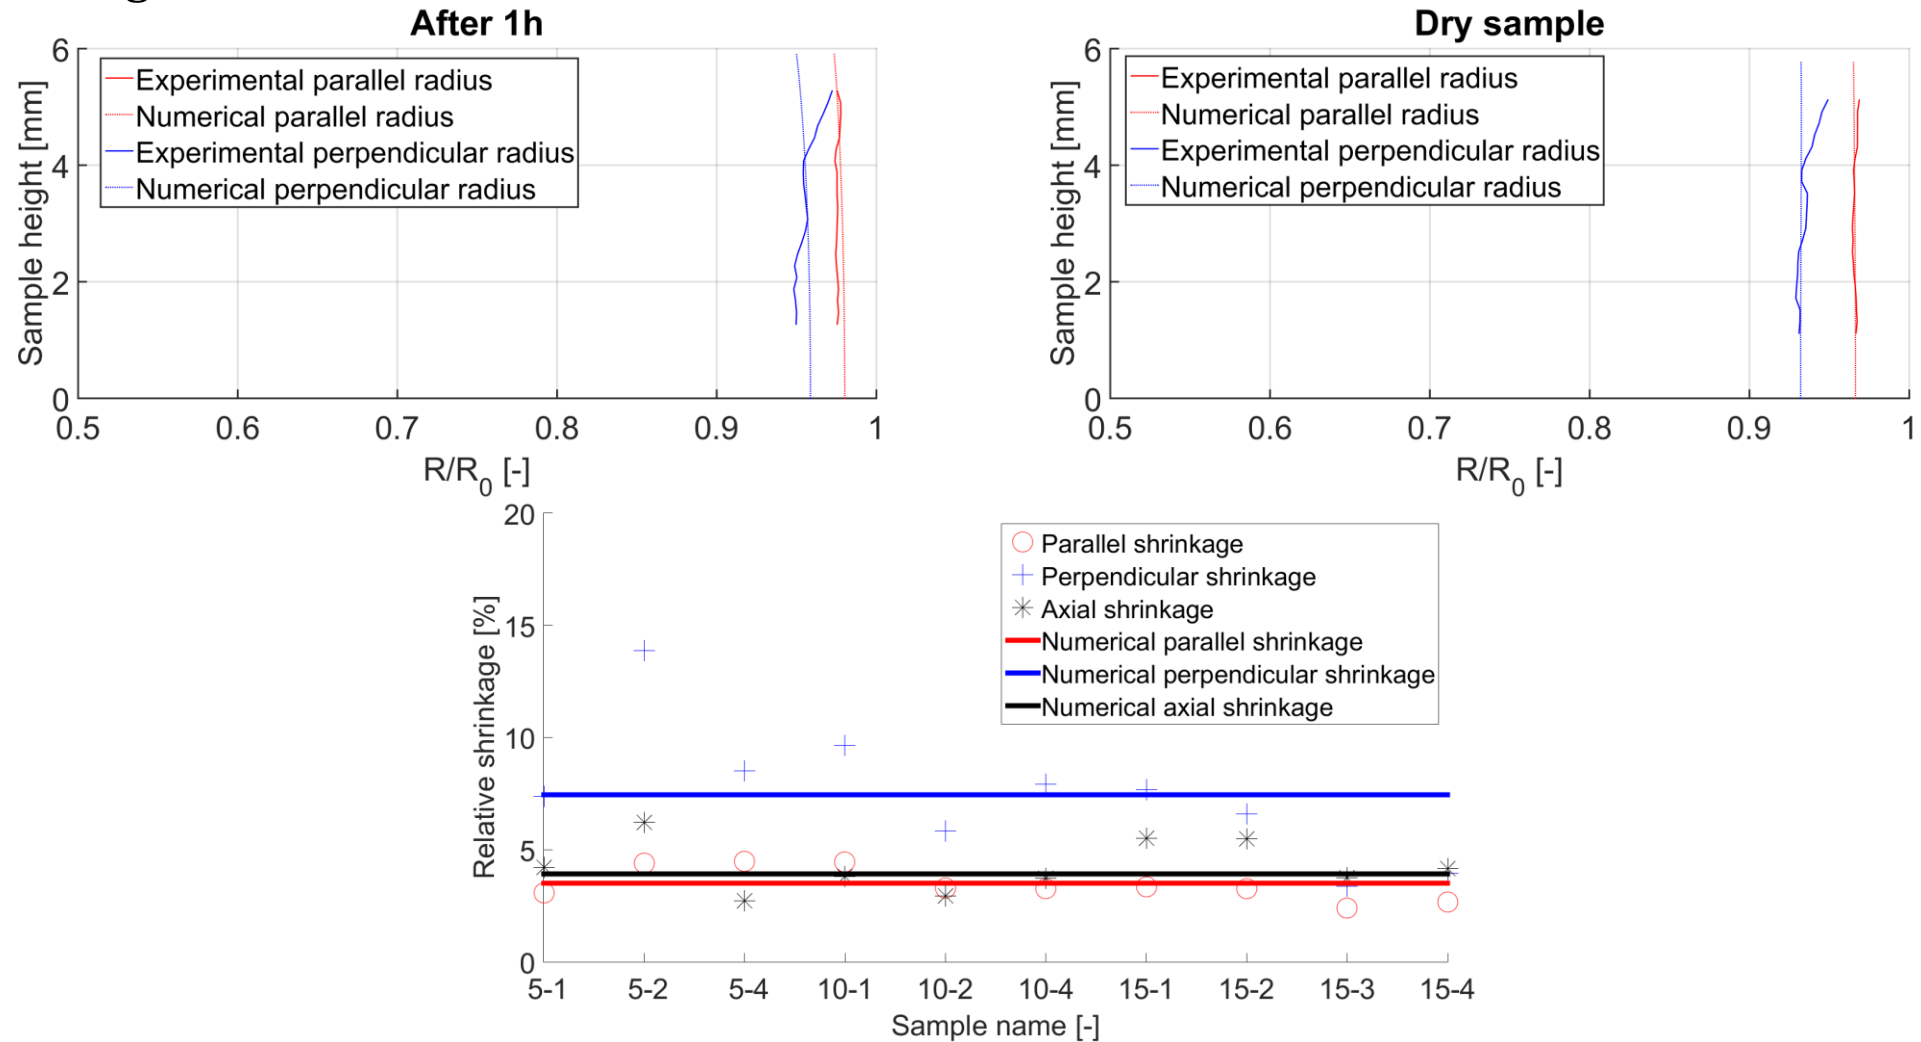 After 1h
6
4
2
0
Sample height [mm]
Experimental parallel radius
Numerical parallel radius
Experimental perpendicular radius
Numerical perpendicular radius
0.5 0.6 0.7 0.8 0.9 1
R/R0 [-]
Dry sample
6
4
2
0
Sample height [mm]
Experimental parallel radius
Numerical parallel radius
Experimental perpendicular radius
Numerical perpendicular radius
0.5 0.6 0.7 0.8 0.9 1
R/R0 [-]
20
15
10
5
0
Relative shrinkage [%]
Parallel shrinkage
Perpendicular shrinkage
Axial shrinkage
Numerical parallel shrinkage
Numerical perpendicular shrinkage
Numerical axial shrinkage
5-1 5-2 5-4 10-1 10-2 10-4 15-1 15-2 15-3 15-4
Sample name [-]